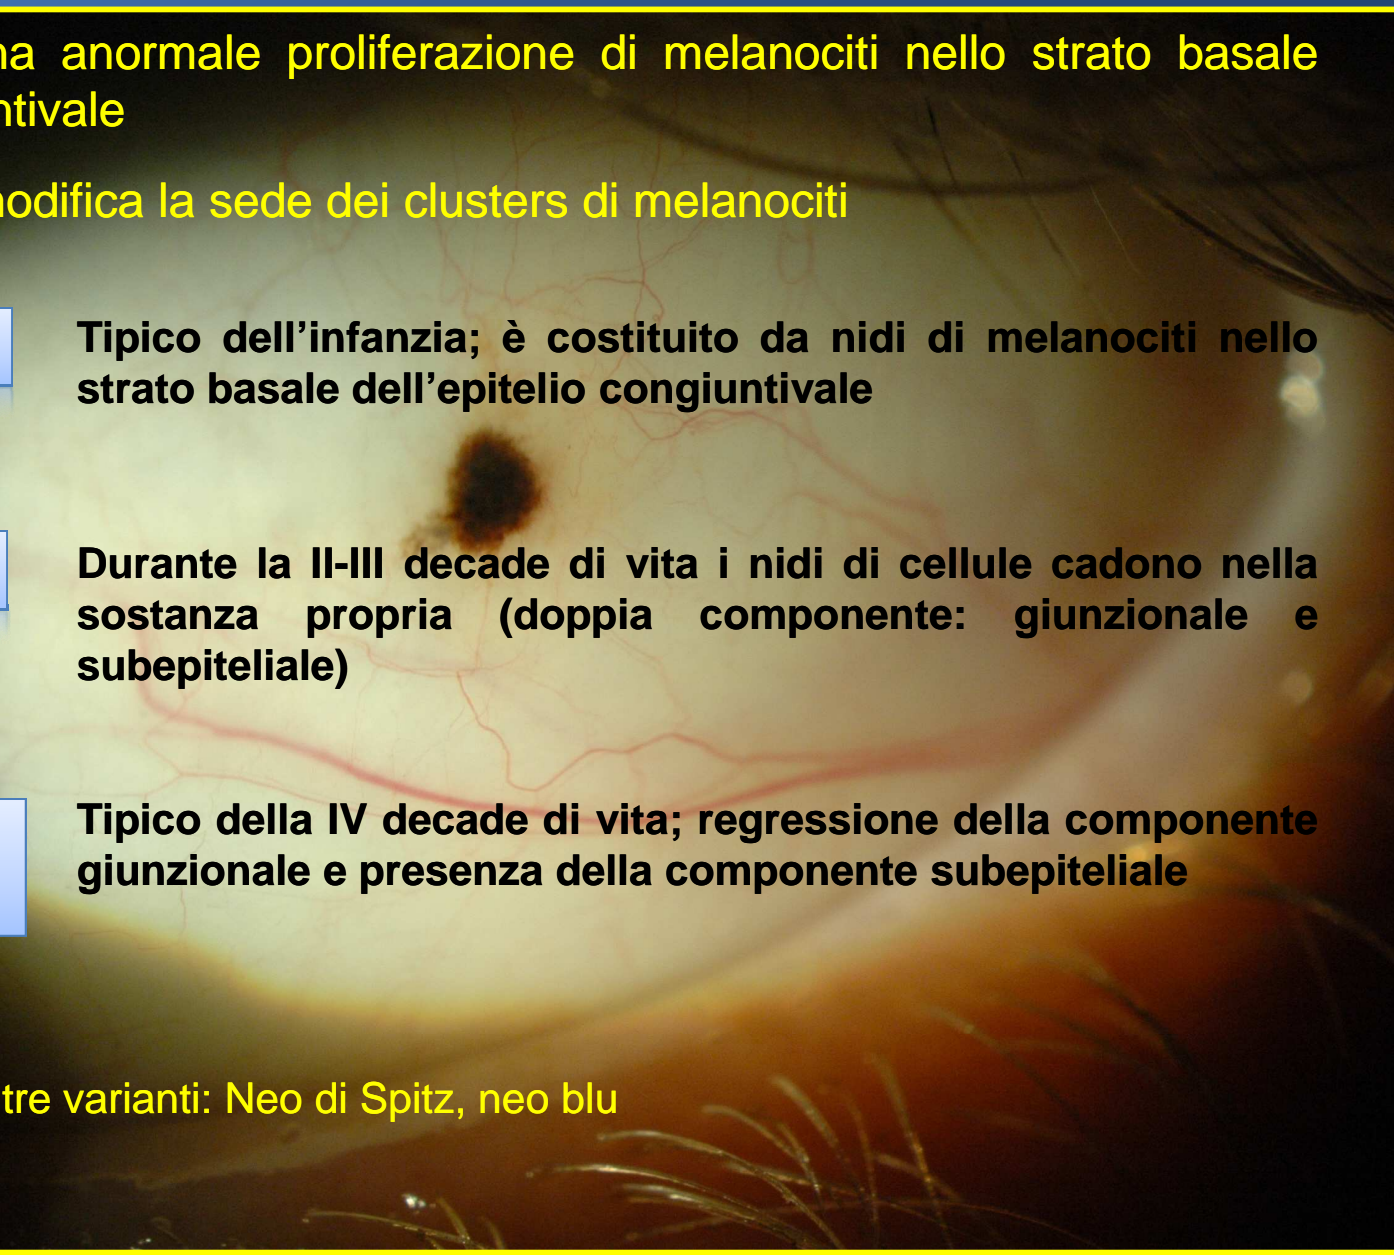 na anormale proliferazione di melanociti nello strato basale
ntivale
nodifica la sede dei clusters di melanociti
Tipico dell’infanzia; è costituito da nidi di melanociti nello
strato basale dell’epitelio congiuntivale
Durante la II-III decade di vita i nidi di cellule cadono nella
sostanza propria (doppia componente: giunzionale e
subepiteliale)
Tipico della IV decade di vita; regressione della componente
giunzionale e presenza della componente subepiteliale
tre varianti: Neo di Spitz, neo blu